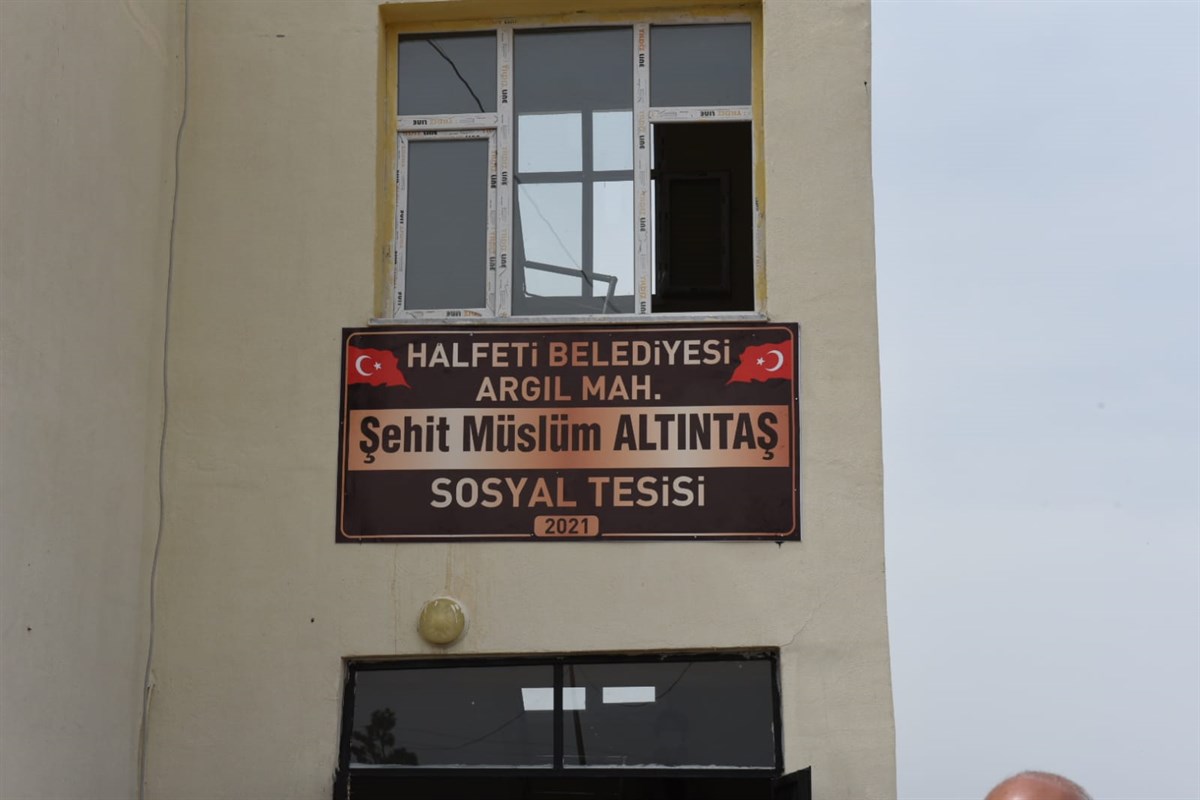 HALFETİ BELEDİYESİ
ARGIL MAH.
Şehit Müslüm ALTINTAŞ
SOSYAL TESİSİ
2021